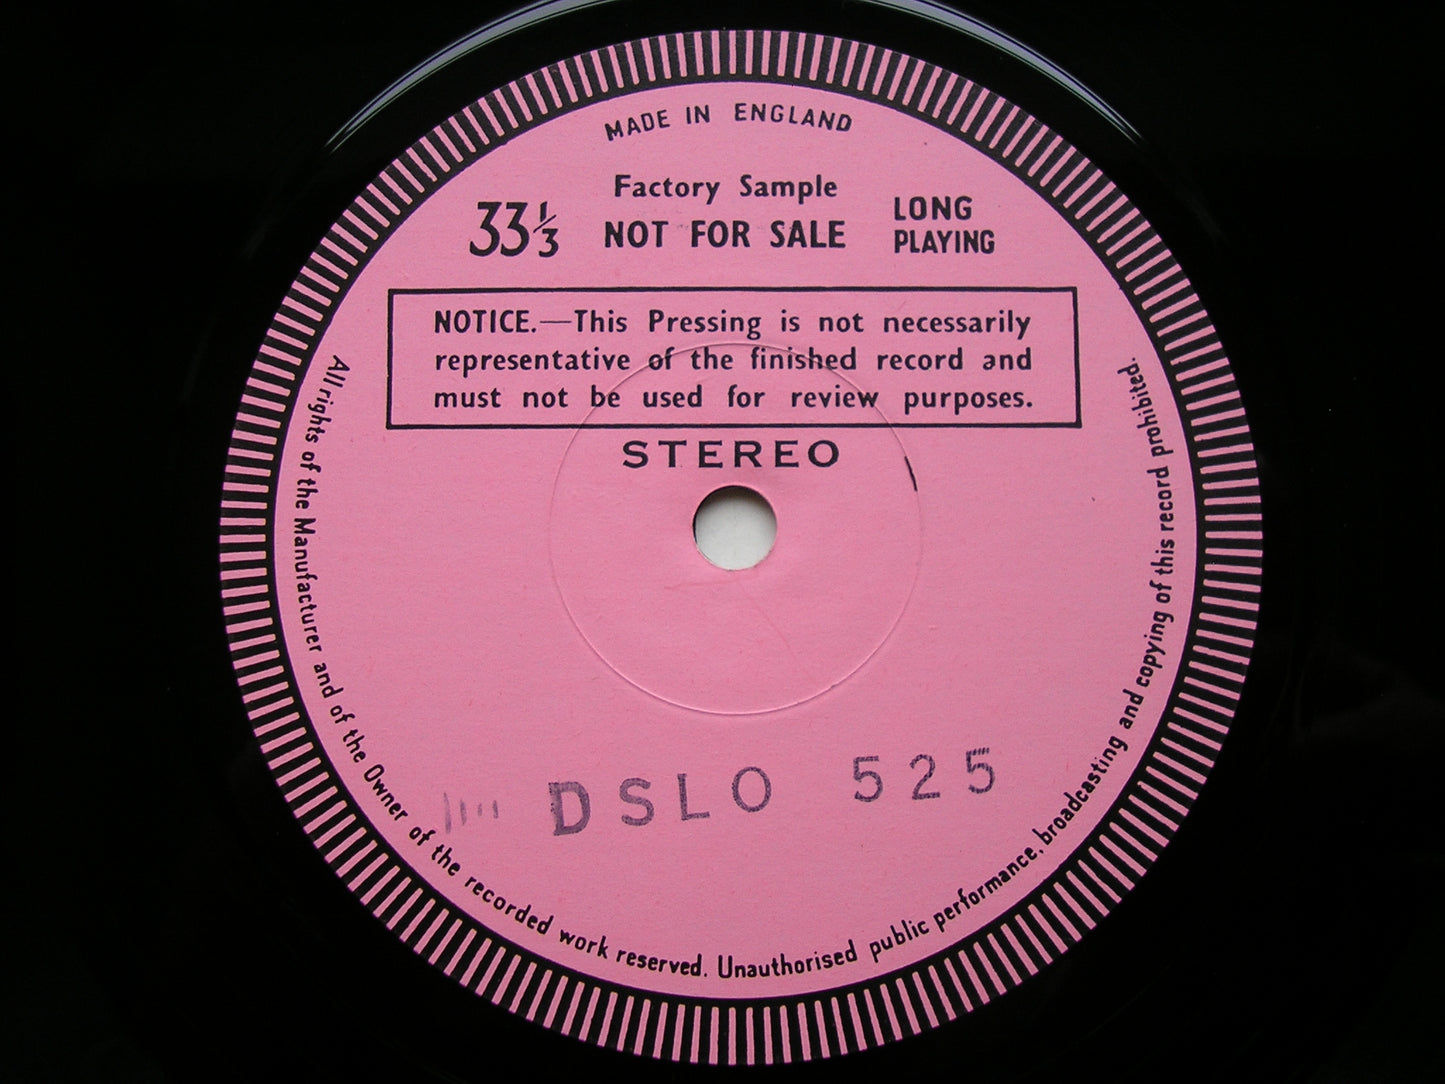 MADE IN ENGLAND
Factory Sample
33⅓ NOT FOR SALE LONG PLAYING
NOTICE.—This Pressing is not necessarily
representative of the finished record and
must not be used for review purposes.
STEREO
DSLO 525
All rights of the Manufacturer and of the Owner of the recorded work reserved. Unauthorised public performance, broadcasting and copying of this record prohibited.